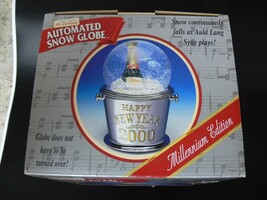 AUTOMATED
SNOW GLOBE
Snow continuously
falls as Auld Lang
Syne plays!
HAPPY
NEW YEAR
2000
Globe does not
have to be
turned over!
Millennium Edition